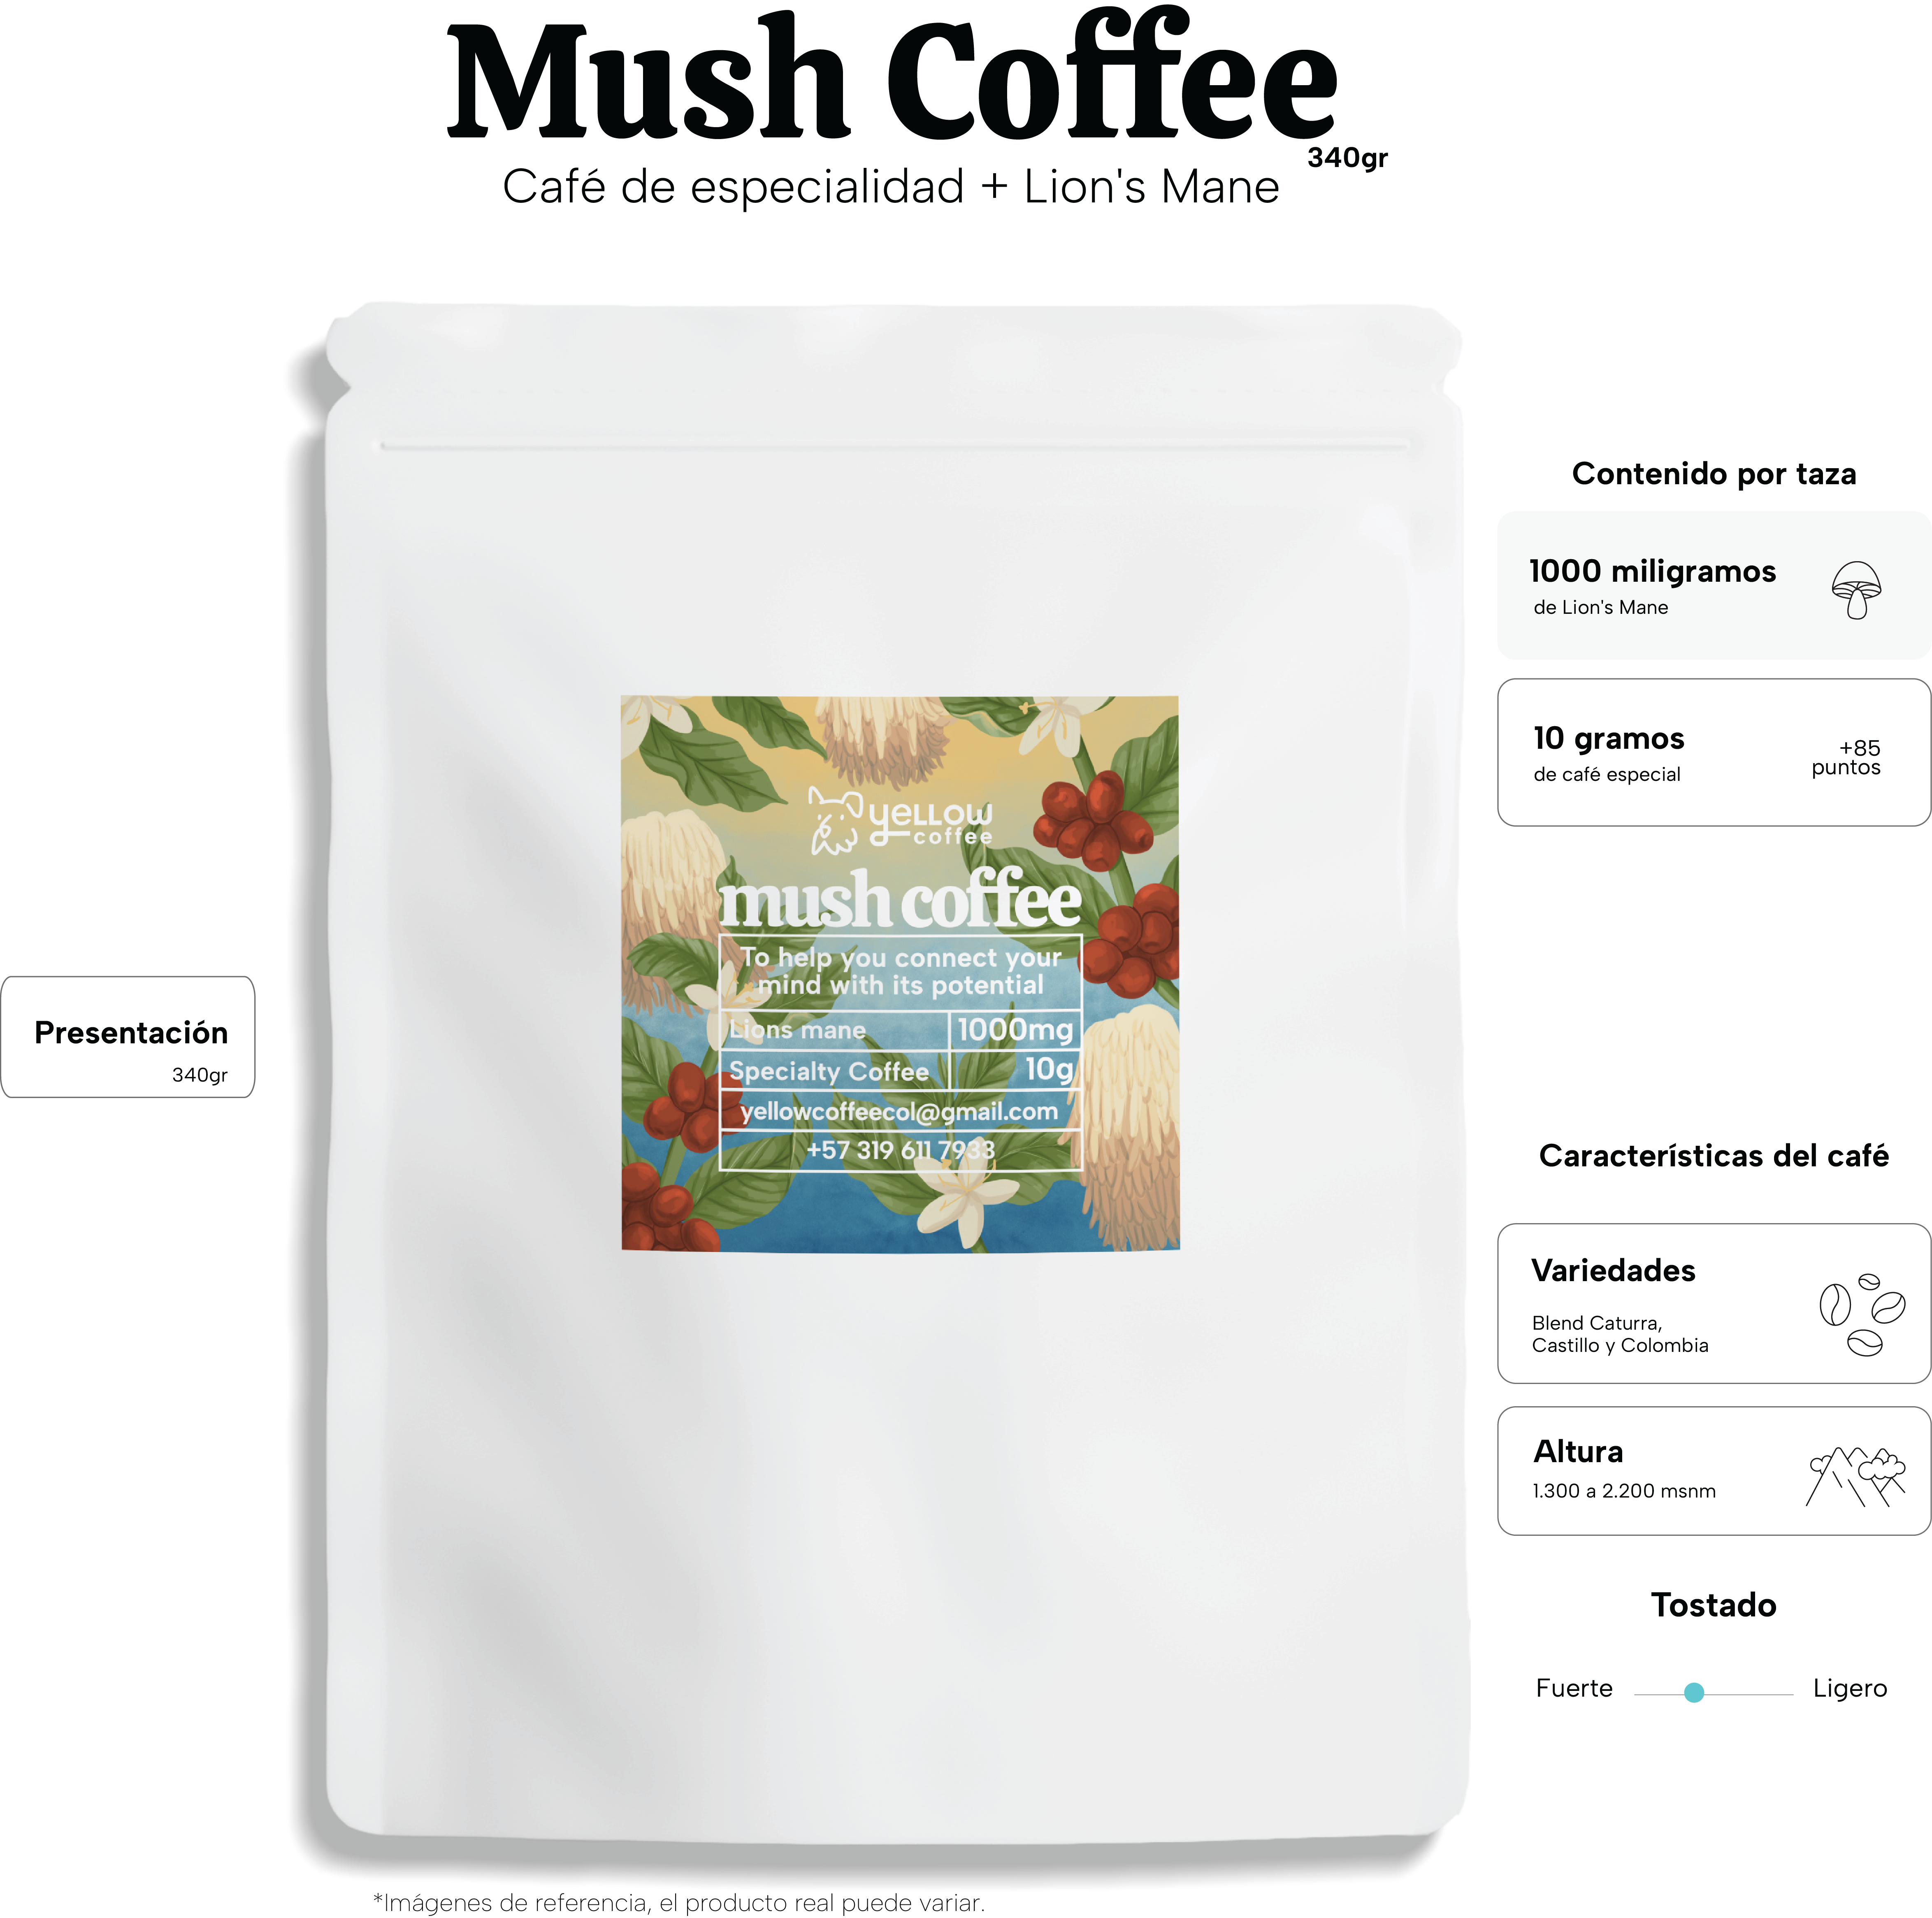 Mush Coffee
340gr
Café de especialidad + Lion's Mane
Contenido por taza
1000 miligramos
de Lion's Mane
10 gramos
de café especial
+85
puntos
yellow
coffee
mush coffee
To help you connect your
mind with its potential
Lions mane 1000mg
Specialty Coffee 10g
yellowcoffeecol@gmail.com
+57 319 611 7933
Presentación
340gr
Características del café
Variedades
Blend Caturra,
Castillo y Colombia
Altura
1.300 a 2.200 msnm
Tostado
Fuerte Ligero
*Imágenes de referencia, el producto real puede variar.